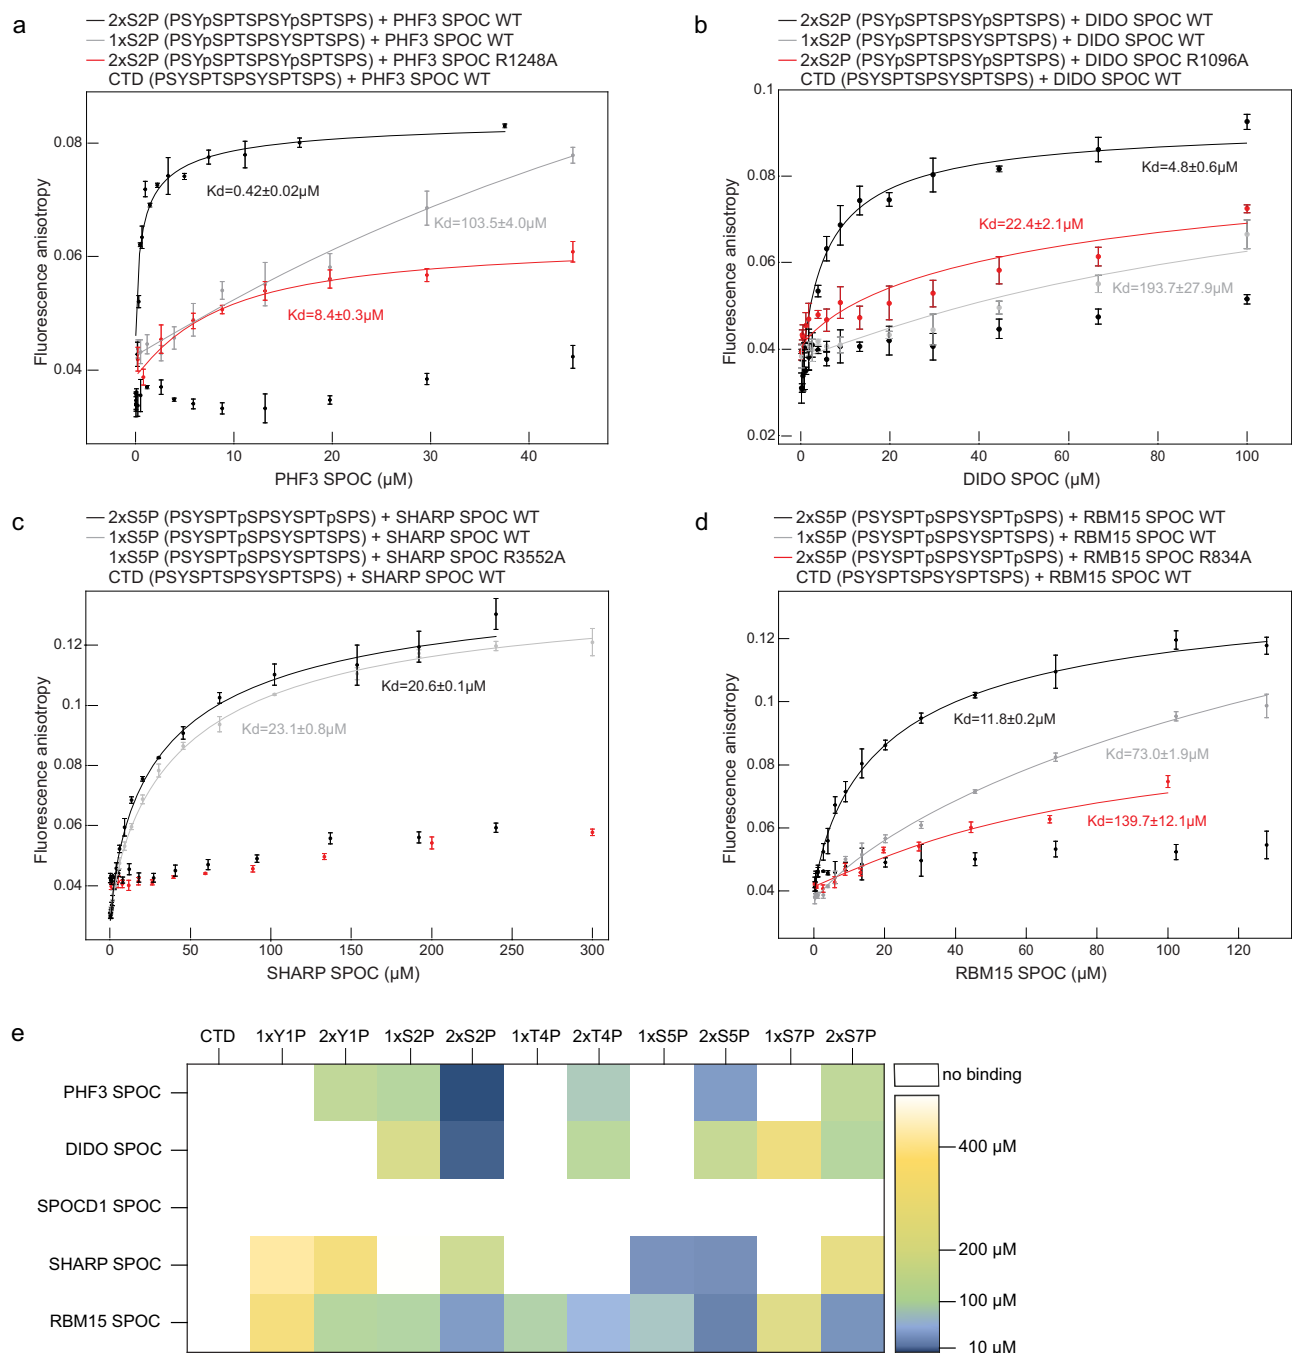 a
2xS2P (PSYpSPTSPSYpSPTSPS) + PHF3 SPOC WT
1xS2P (PSYpSPTSPSYSPTSPS) + PHF3 SPOC WT
2xS2P (PSYpSPTSPSYpSPTSPS) + PHF3 SPOC R1248A
CTD (PSYSPTSPSYSPTSPS) + PHF3 SPOC WT
Fluorescence anisotropy
0.08
0.06
0.04
Kd=0.42±0.02µM
Kd=103.5±4.0µM
Kd=8.4±0.3µM
0 10 20 30 40
PHF3 SPOC (µM)
b
2xS2P (PSYpSPTSPSYpSPTSPS) + DIDO SPOC WT
1xS2P (PSYpSPTSPSYSPTSPS) + DIDO SPOC WT
2xS2P (PSYpSPTSPSYpSPTSPS) + DIDO SPOC R1096A
CTD (PSYSPTSPSYSPTSPS) + DIDO SPOC WT
Fluorescence anisotropy
0.1
0.08
0.06
0.04
0.02
Kd=4.8±0.6µM
Kd=22.4±2.1µM
Kd=193.7±27.9µM
0 20 40 60 80 100
DIDO SPOC (µM)
c
2xS5P (PSYSPTpSPSYSPTpSPS) + SHARP SPOC WT
1xS5P (PSYSPTpSPSYSPTSPS) + SHARP SPOC WT
1xS5P (PSYSPTpSPSYSPTSPS) + SHARP SPOC R3552A
CTD (PSYSPTSPSYSPTSPS) + SHARP SPOC WT
Fluorescence anisotropy
0.12
0.1
0.08
0.06
0.04
Kd=20.6±0.1µM
Kd=23.1±0.8µM
0 50 100 150 200 250 300
SHARP SPOC (µM)
d
2xS5P (PSYSPTpSPSYSPTpSPS) + RBM15 SPOC WT
1xS5P (PSYSPTpSPSYSPTSPS) + RBM15 SPOC WT
2xS5P (PSYSPTpSPSYSPTpSPS) + RMB15 SPOC R834A
CTD (PSYSPTSPSYSPTSPS) + RBM15 SPOC WT
Fluorescence anisotropy
0.12
0.1
0.08
0.06
0.04
Kd=11.8±0.2µM
Kd=73.0±1.9µM
Kd=139.7±12.1µM
0 20 40 60 80 100 120
RBM15 SPOC (µM)
e
CTD 1xY1P 2xY1P 1xS2P 2xS2P 1xT4P 2xT4P 1xS5P 2xS5P 1xS7P 2xS7P
PHF3 SPOC
DIDO SPOC
SPOCD1 SPOC
SHARP SPOC
RBM15 SPOC
no binding
400 µM
200 µM
100 µM
10 µM